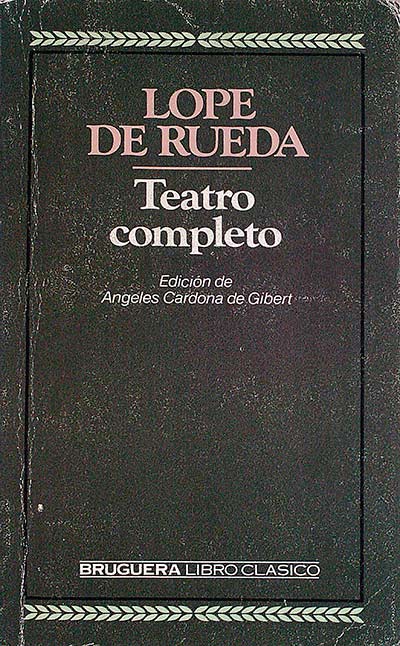 LOPE
DE RUEDA
Teatro
completo
Edición de
Angeles Cardona de Gibert
BRUGUERA LIBRO CLASICO